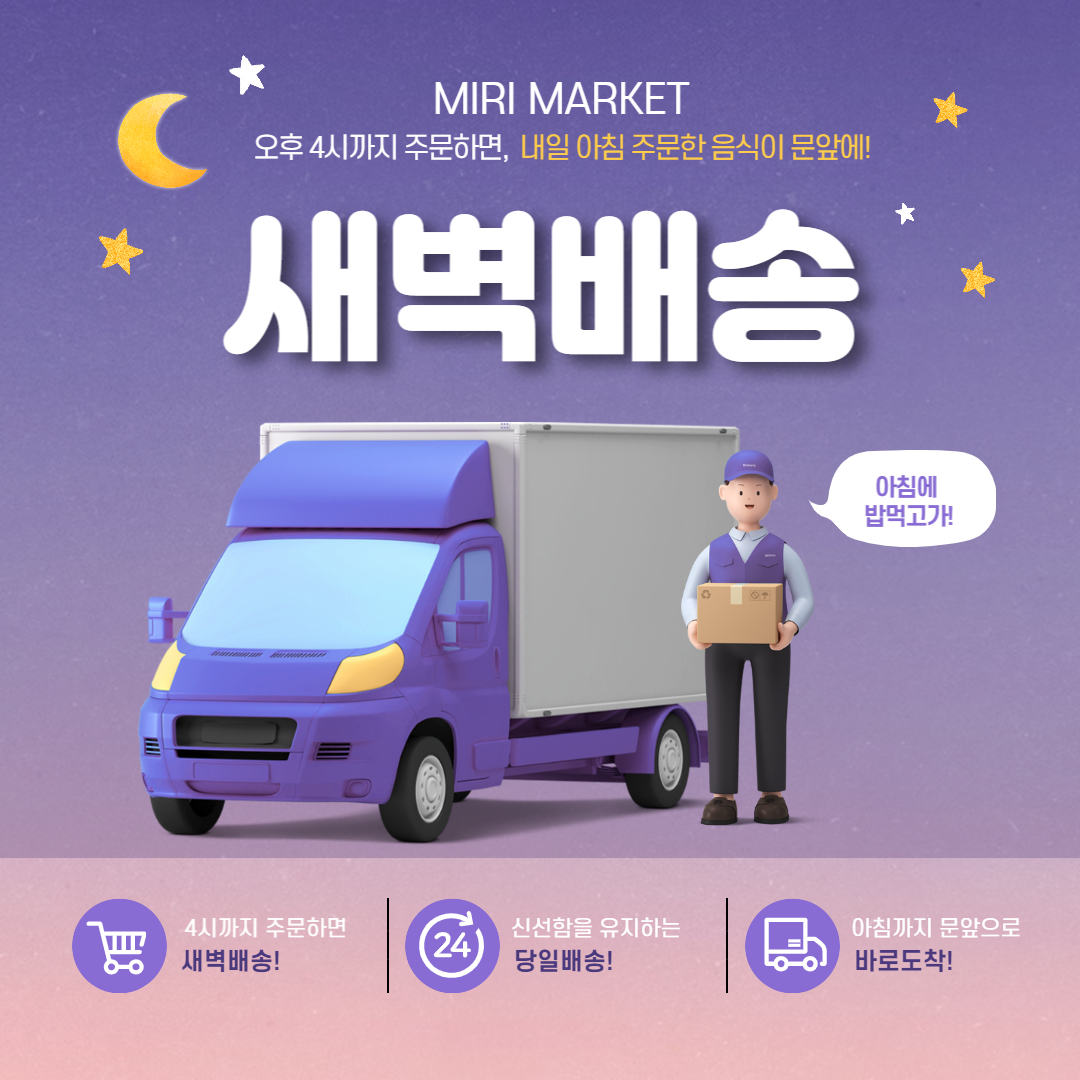 MIRI MARKET
오후 4시까지 주문하면, 내일 아침 주문한 음식이 문앞에!
새벽배송
아침에
밥먹고가!
4시까지 주문하면
새벽배송!
24
신선함을 유지하는
당일배송!
아침까지 문앞으로
바로도착!